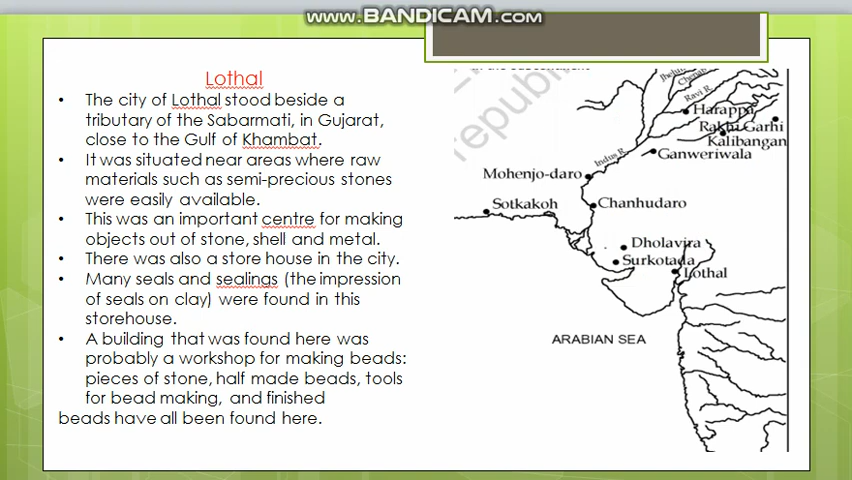 WWW.BANDICAM.COM
Lothal
• The city of Lothal stood beside a
tributary of the Sabarmati, in Gujarat,
close to the Gulf of Khambat.
• It was situated near areas where raw
materials such as semi-precious stones
were easily available.
• This was an important centre for making
objects out of stone, shell and metal.
• There was also a store house in the city.
• Many seals and sealings (the impression
of seals on clay) were found in this
storehouse.
• A building that was found here was
probably a workshop for making beads:
pieces of stone, half made beads, tools
for bead making, and finished
beads have all been found here.
republi
Jhelum
Chenab
Ravi R.
Harappa
Rakhi Garhi
Kalibangan
Ganweriwala
Indus R.
Mohenjo-daro
Sotkakoh
Chanhudaro
Dholavira
Surkotada
Lothal
ARABIAN SEA